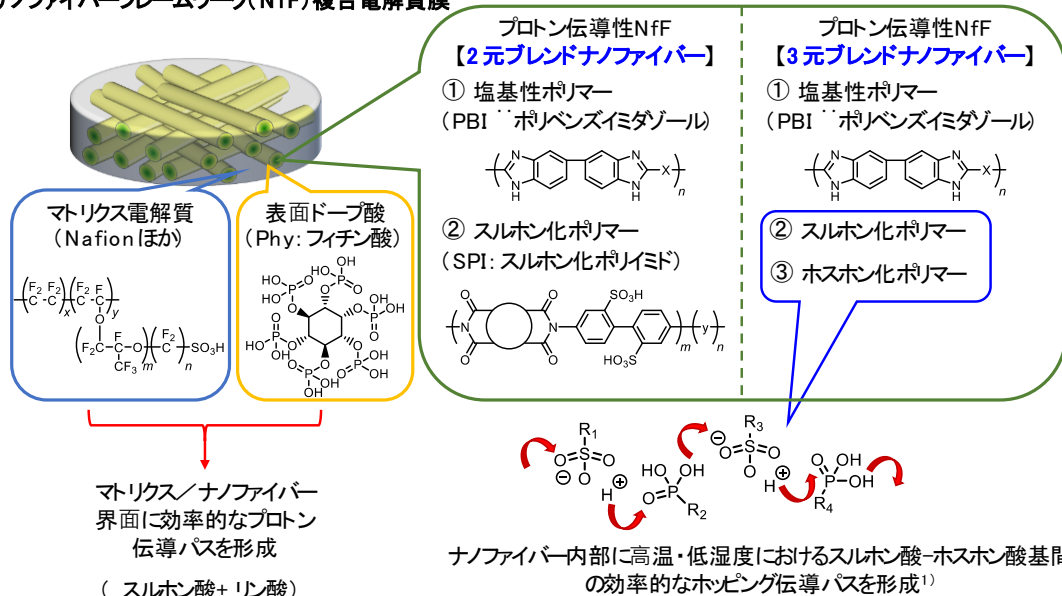 ナノファイバーフレームワーク(NfF)複合電解質膜
プロトン伝導性NfF
【2元ブレンドナノファイバー】
① 塩基性ポリマー
(PBI ¨ポリベンズイミダゾール)
② スルホン化ポリマー
(SPI: スルホン化ポリイミド)
プロトン伝導性NfF
【3元ブレンドナノファイバー】
① 塩基性ポリマー
(PBI ¨ポリベンズイミダゾール)
② スルホン化ポリマー
③ ホスホン化ポリマー
マトリクス電解質
(Nafionほか)
表面ドープ酸
(Phy: フィチン酸)
マトリクス/ナノファイバー
界面に効率的なプロトン
伝導パスを形成
( スルホン酸+リン酸)
ナノファイバー内部に高温・低湿度におけるスルホン酸-ホスホン酸基間
の効率的なホッピング伝導パスを形成1)